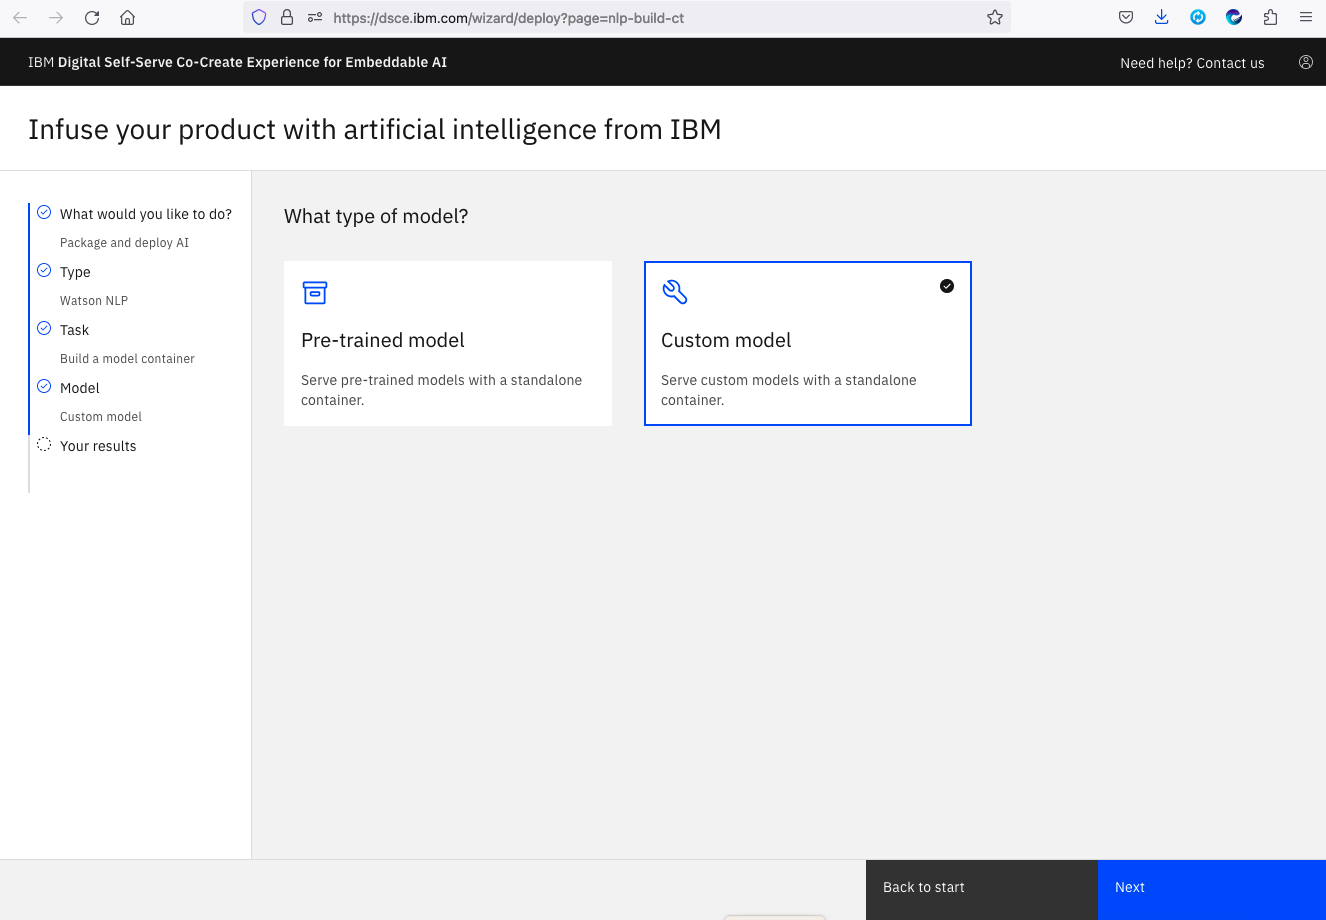 https://dsce.ibm.com/wizard/deploy?page=nlp-build-ct
IBM Digital Self-Serve Co-Create Experience for Embeddable AI
Need help? Contact us
Infuse your product with artificial intelligence from IBM
What would you like to do?
Package and deploy AI
Type
Watson NLP
Task
Build a model container
Model
Custom model
Your results
What type of model?
Pre-trained model
Serve pre-trained models with a standalone
container.
Custom model
Serve custom models with a standalone
container.
Back to start
Next